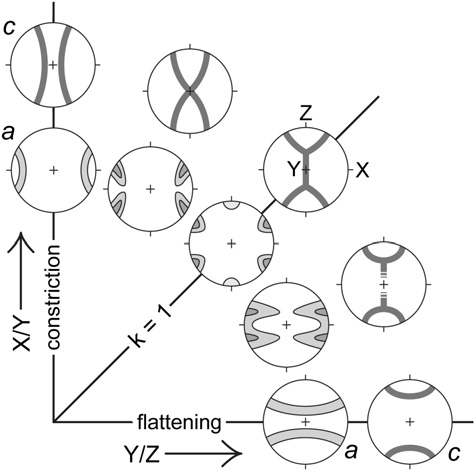 c
a
Z
Y
X
X/Y
constriction
k = 1
flattening
Y/Z
a
c